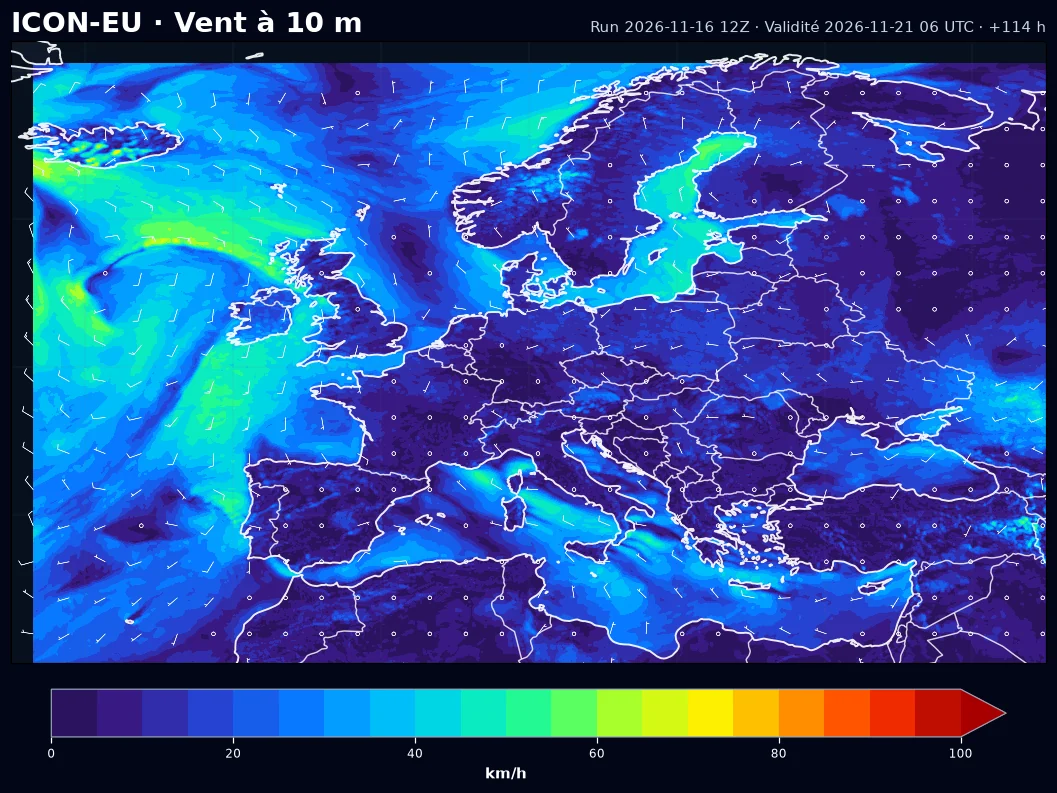 ICON-EU · Vent à 10 m
Run 2026-11-16 12Z · Validité 2026-11-21 06 UTC · +114 h
0 20 40 60 80 100
km/h